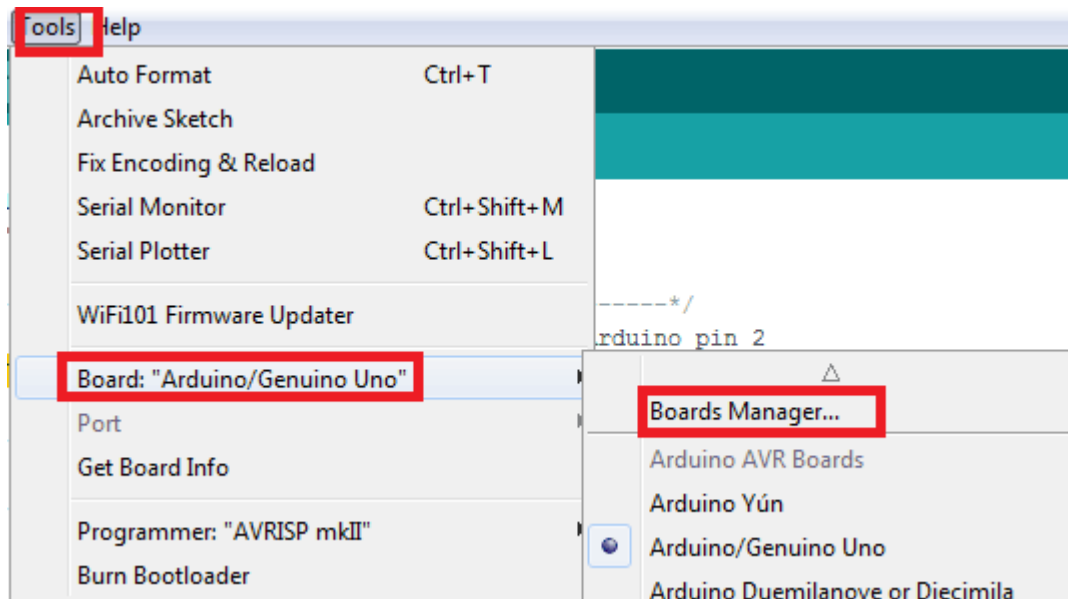 Tools Help
Auto Format Ctrl+T
Archive Sketch
Fix Encoding & Reload
Serial Monitor Ctrl+Shift+M
Serial Plotter Ctrl+Shift+L
WiFi101 Firmware Updater
-----*/
rduino pin 2
Board: "Arduino/Genuino Uno"
Port
Get Board Info
Programmer: "AVRISP mkII"
Burn Bootloader
Boards Manager...
Arduino AVR Boards
Arduino Yún
Arduino/Genuino Uno
Arduino Duemilanove or Diecimila